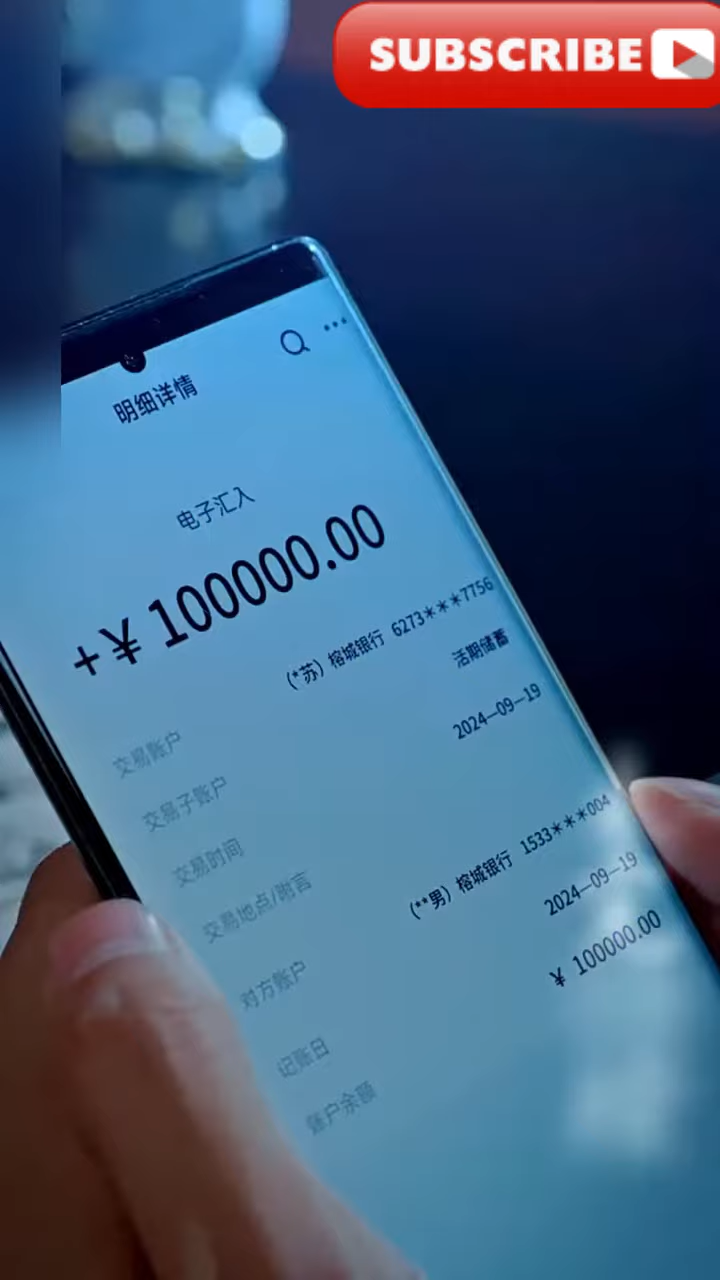 SUBSCRIBE
明细详情
电子汇入
+¥ 100000.00
交易账户 (*苏) 榕城银行 6273***7756
交易子账户 活期储蓄
交易时间 2024-09-19
交易地点/附言
对方账户 (**男) 榕城银行 1533***004
记账日 2024-09-19
账户余额 ¥ 100000.00